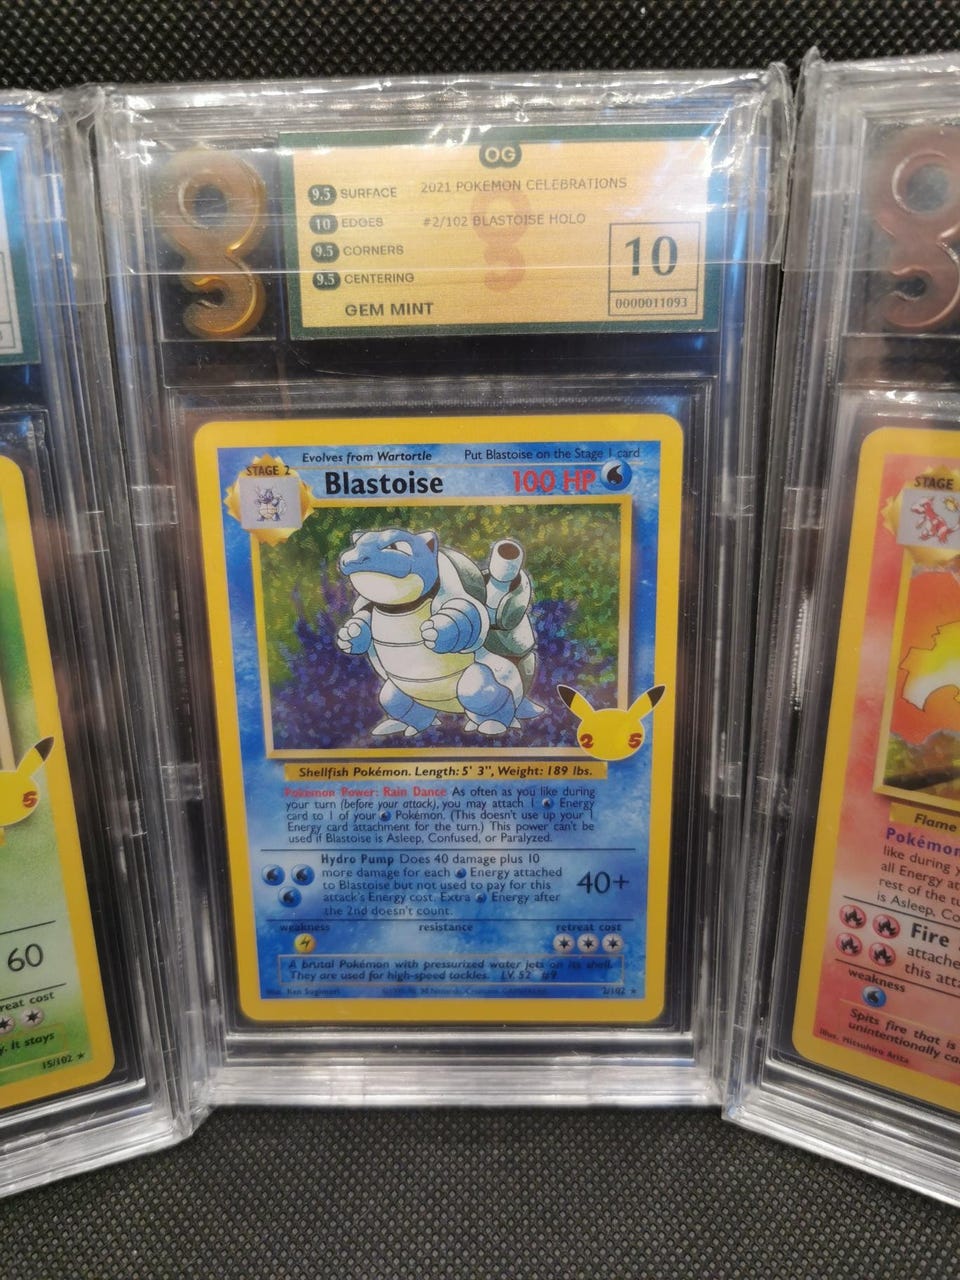 OG
9.5 SURFACE
2021 POKEMON CELEBRATIONS
10 EDGES
#2/102 BLASTOISE HOLO
9.5 CORNERS
9.5 CENTERING
GEM MINT
10
0000011093
Evolves from Wartortle
Put Blastoise on the Stage 1 card
STAGE 2
Blastoise
100 HP
25
Shellfish Pokémon. Length: 5' 3", Weight: 189 lbs.
Pokémon Power: Rain Dance As often as you like during
your turn (before your attack), you may attach 1 Energy
card to 1 of your Pokémon. (This doesn't use up your 1
Energy card attachment for the turn.) This power can't be
used if Blastoise is Asleep, Confused, or Paralyzed.
Hydro Pump Does 40 damage plus 10
more damage for each Energy attached
to Blastoise but not used to pay for this
attack's Energy cost. Extra Energy after
the 2nd doesn't count.
40+
weakness
resistance
retreat cost
A brutal Pokémon with pressurized water jets on its shell.
They are used for high-speed tackles. LV. 52 #9
Illus. Ken Sugimori
2/102
5
60
reat cost
y. It stays
15/102
STAGE
Flame
Pokémon
like during y
all Energy at
rest of the tu
is Asleep, Co
Fire
attache
this atta
weakness
Spits fire that is
unintentionally ca
Illus. Mitsuhiro Arita